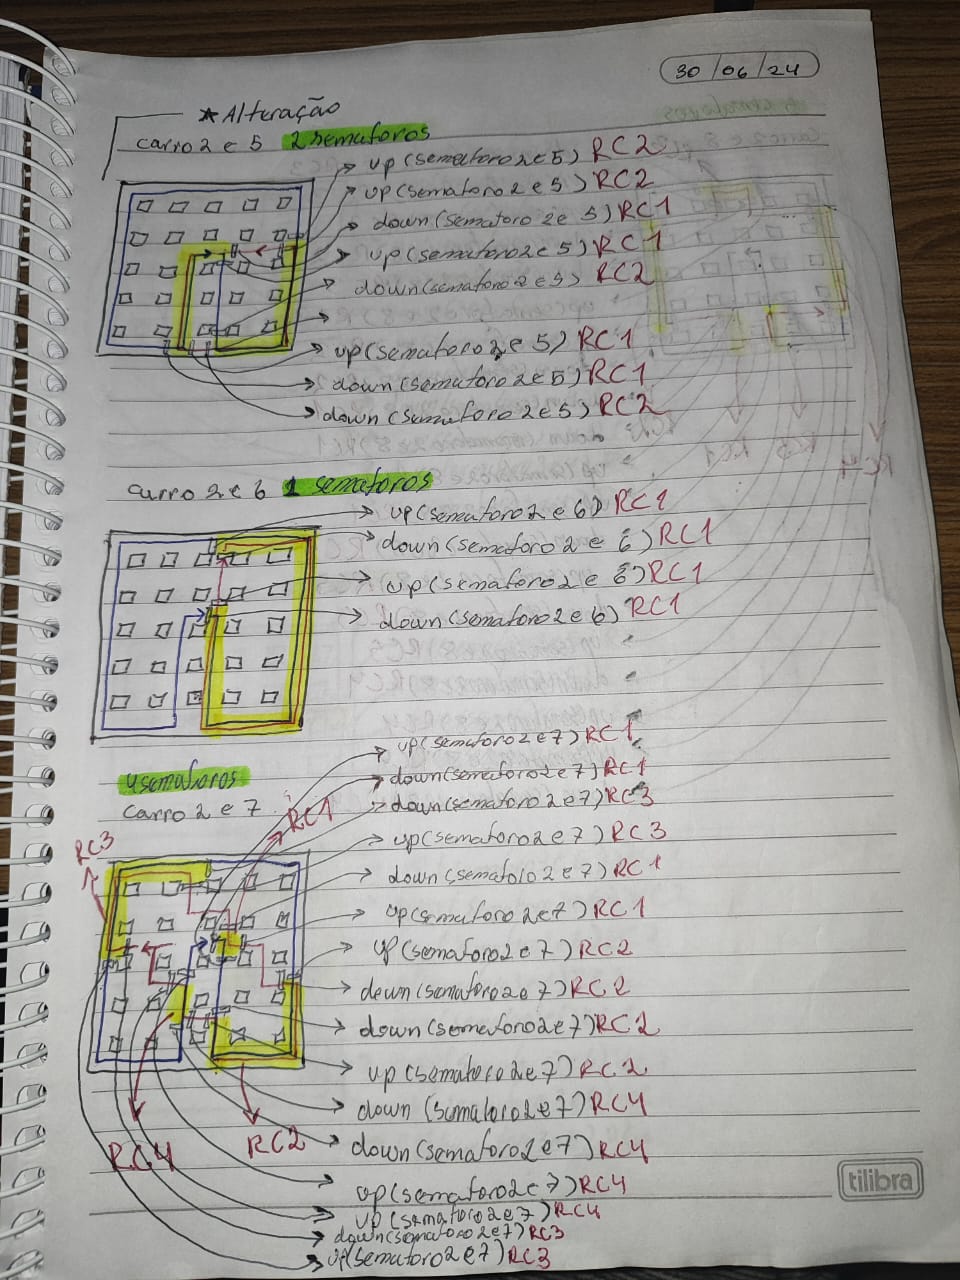 30/06/24
* Alteração
carro 2 e 5 2 semaforos
up(semaforo 2 e 5) RC2
up(semaforo 2 e 5) RC2
down(semaforo 2 e 5) RC1
up(semaforo 2 e 5) RC1
down(semaforo 2 e 5) RC2
up(semaforo 2 e 5) RC1
down(semaforo 2 e 5) RC1
down(semaforo 2 e 5) RC2
carro 2 e 6 1 semaforos
up(semaforo 2 e 6) RC1
down(semaforo 2 e 6) RC1
up(semaforo 2 e 6) RC1
down(semaforo 2 e 6) RC1
up(semaforo 2 e 7) RC1
4 semaforos
down(semaforo 2 e 7) RC1
carro 2 e 7
down(semaforo 2 e 7) RC3
RC1
up(semaforo 2 e 7) RC3
RC3
down(semaforo 2 e 7) RC1
up(semaforo 2 e 7) RC1
up(semaforo 2 e 7) RC2
down(semaforo 2 e 7) RC2
down(semaforo 2 e 7) RC2
up(semaforo 2 e 7) RC2
down(semaforo 2 e 7) RC4
RC4
RC2
down(semaforo 2 e 7) RC4
up(semaforo 2 e 7) RC4
up(semaforo 2 e 7) RC4
down(semaforo 2 e 7) RC3
up(semaforo 2 e 7) RC3
tilibra